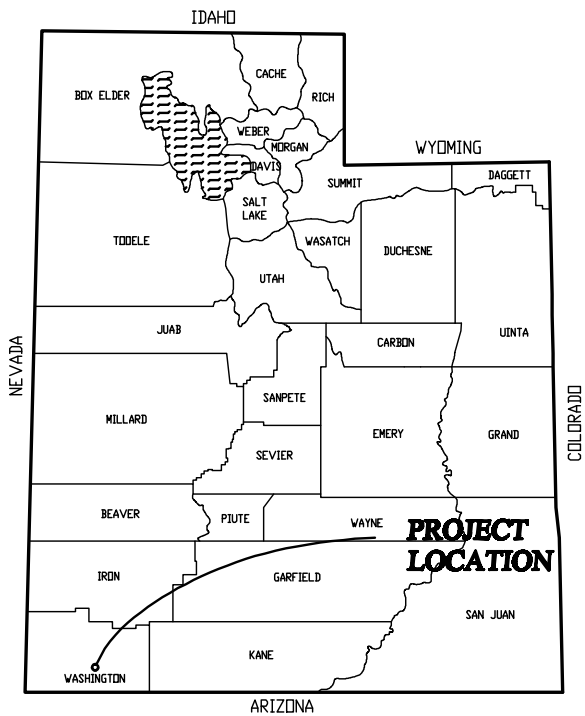 IDAHO
CACHE
BOX ELDER
RICH
WEBER
MORGAN
WYOMING
DAVIS
DAGGETT
SUMMIT
SALT
LAKE
TOOELE
WASATCH
DUCHESNE
UTAH
JUAB
UINTA
CARBON
NEVADA
SANPETE
COLORADO
MILLARD
EMERY
GRAND
SEVIER
BEAVER
PIUTE
WAYNE
PROJECT
LOCATION
IRON
GARFIELD
SAN JUAN
KANE
WASHINGTON
ARIZONA